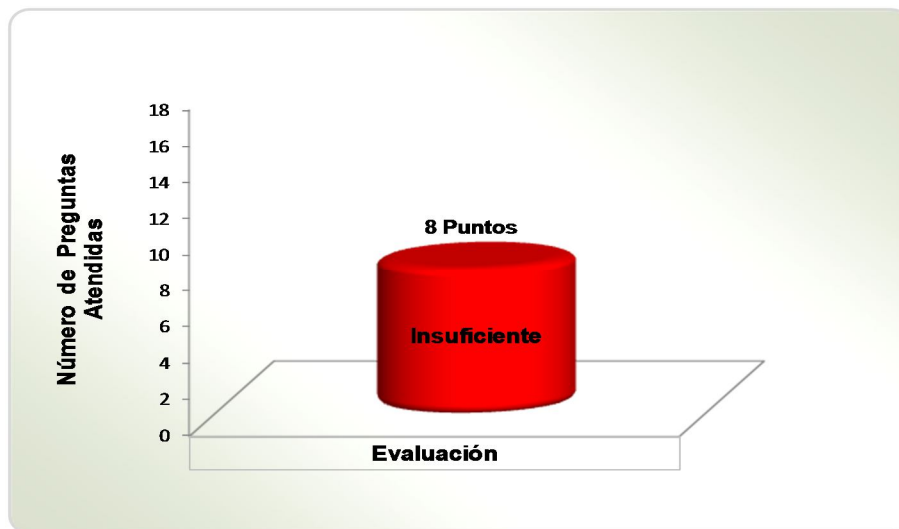 18
16
14
12
10
8
6
4
2
0
Número de Preguntas
Atendidas
8 Puntos
Insuficiente
Evaluación